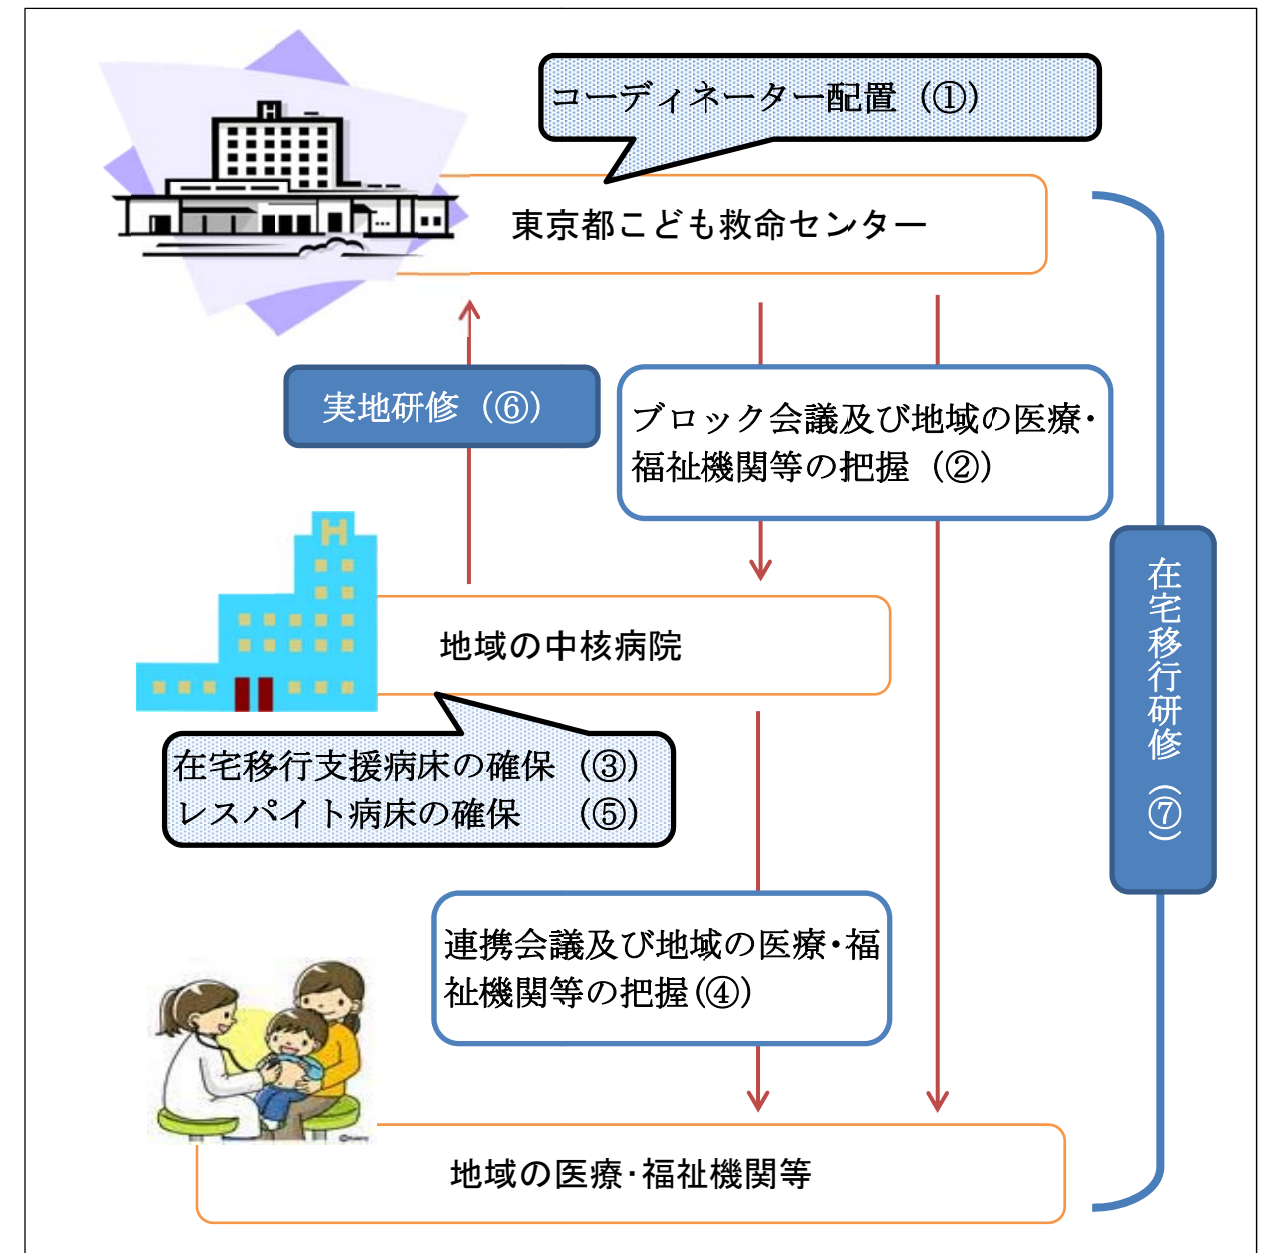 コーディネーター配置（①）
H
東京都こども救命センター
実地研修（⑥）
ブロック会議及び地域の医療・
福祉機関等の把握（②）
H
地域の中核病院
在宅移行支援病床の確保（③）
レスパイト病床の確保　（⑤）
在宅移行研修（⑦）
連携会議及び地域の医療・福
祉機関等の把握（④）
地域の医療・福祉機関等